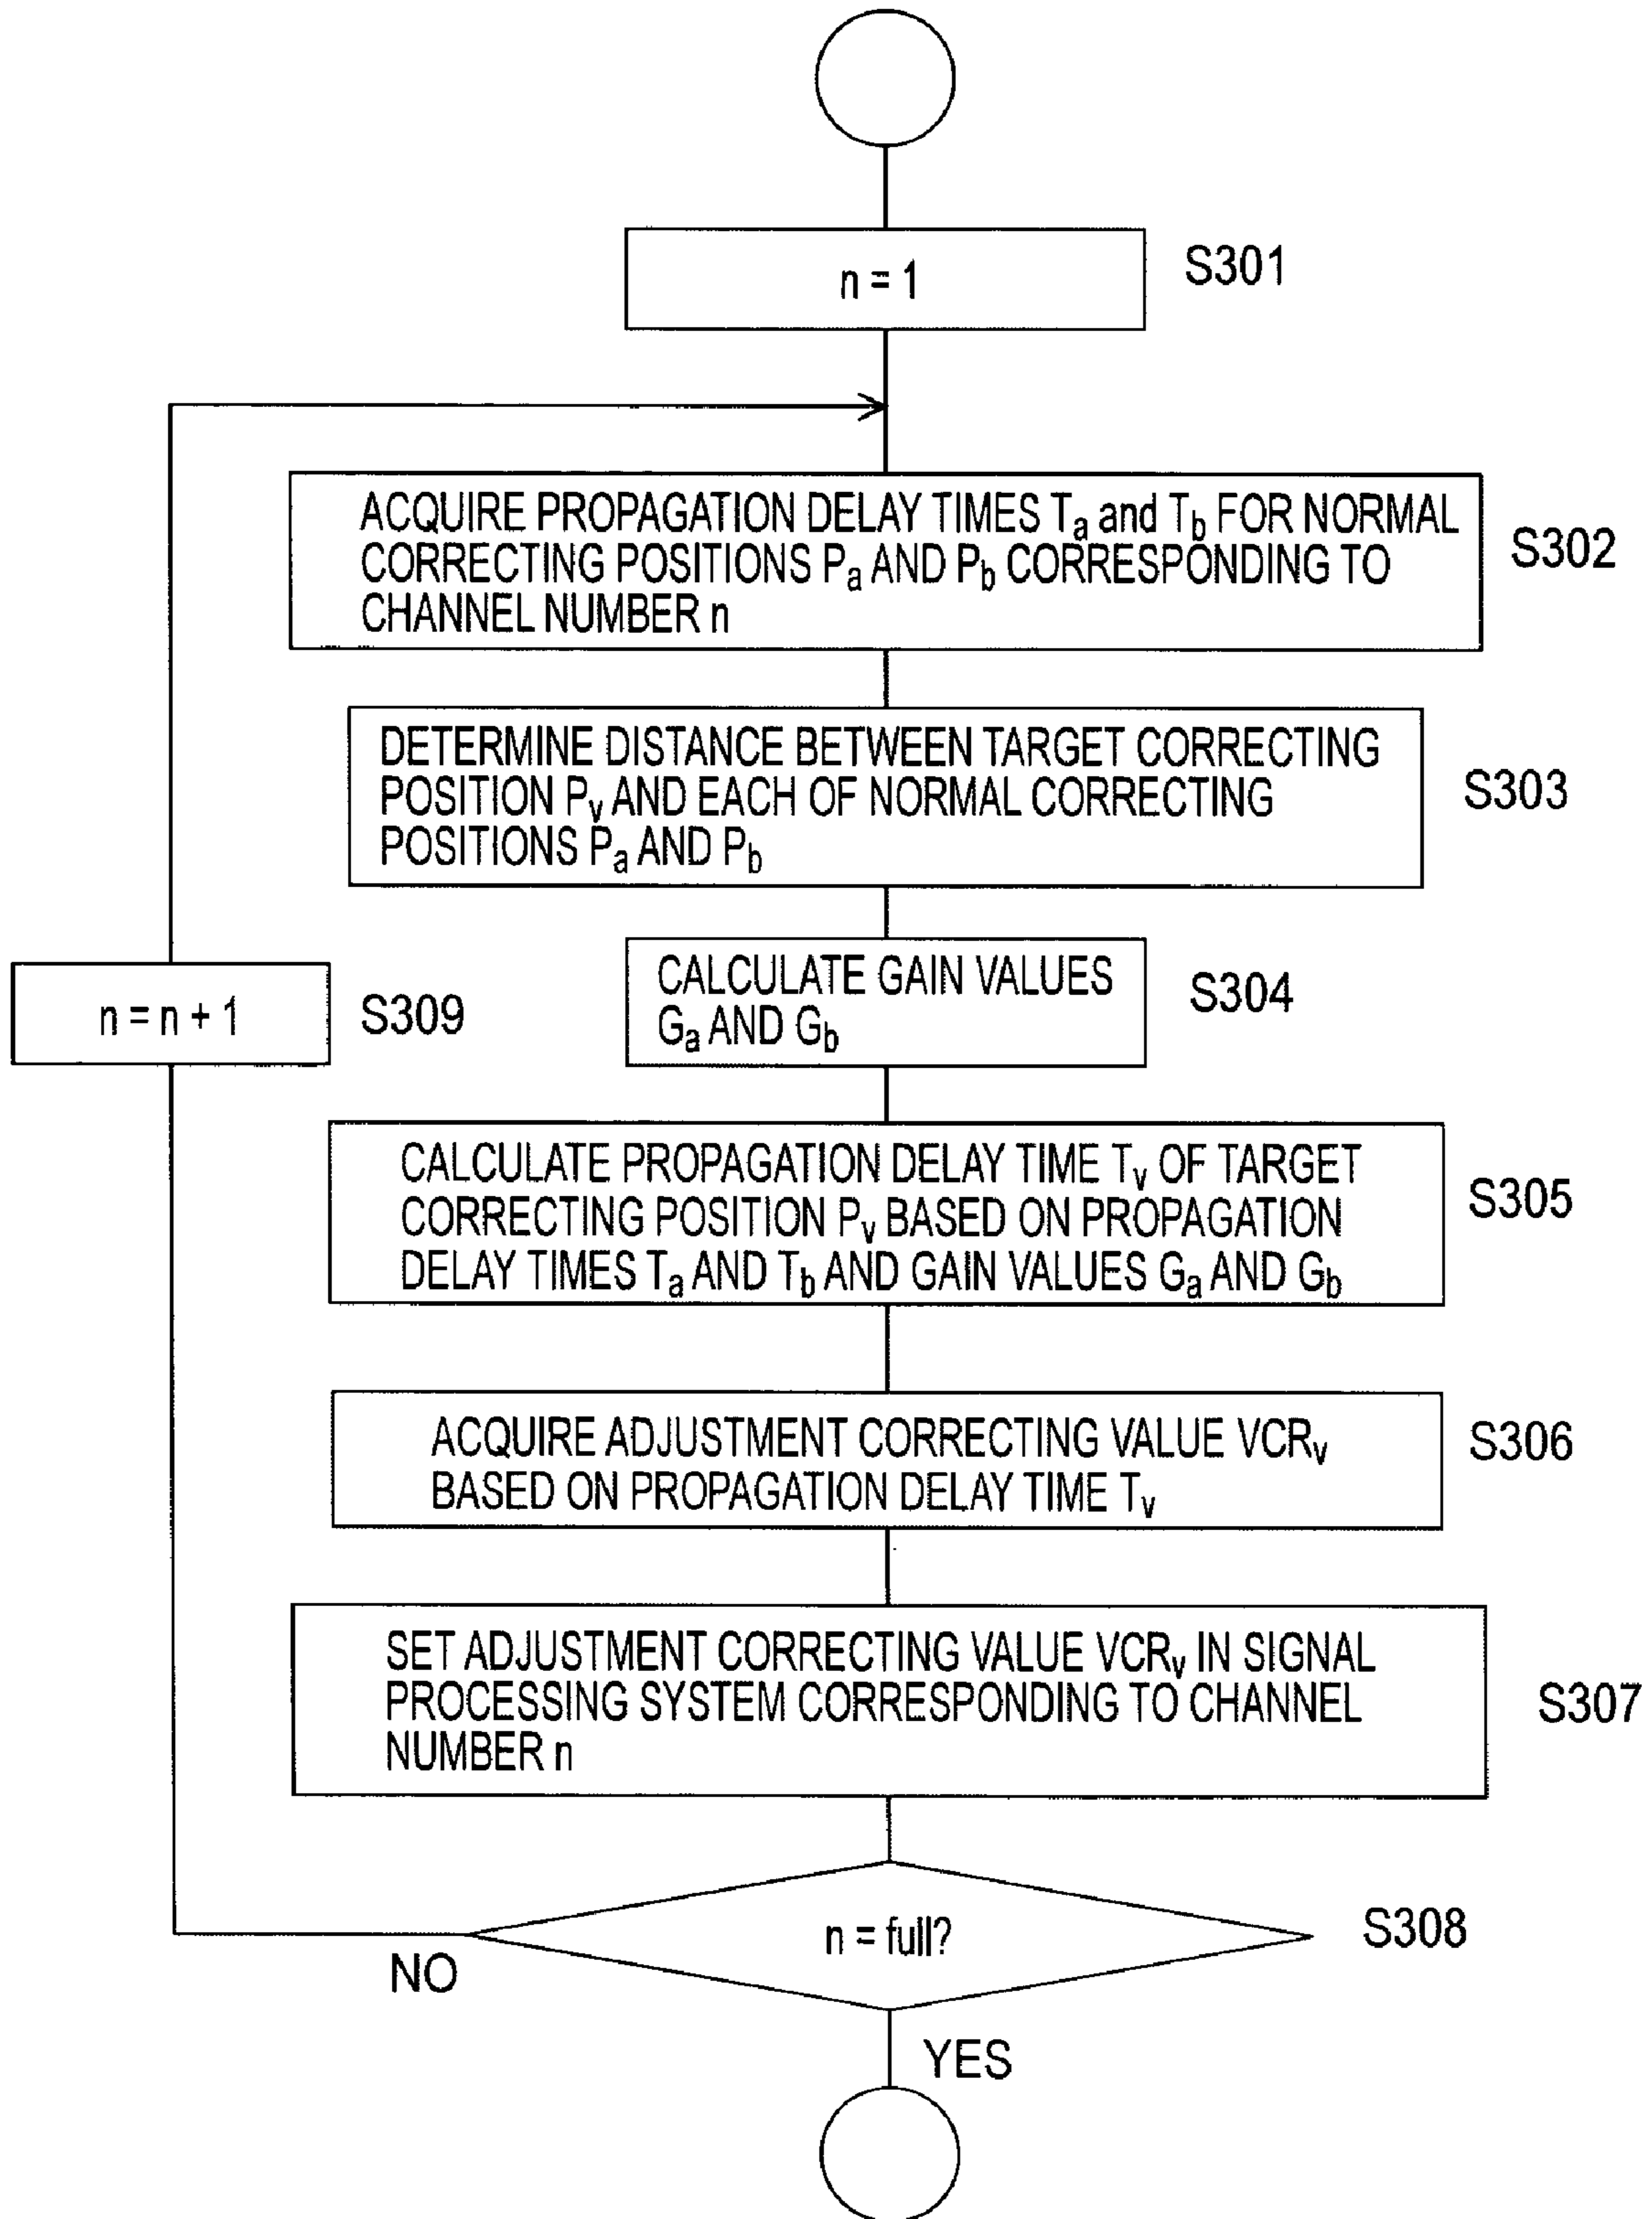 n = 1
S301
ACQUIRE PROPAGATION DELAY TIMES Ta and Tb FOR NORMAL
CORRECTING POSITIONS Pa AND Pb CORRESPONDING TO
CHANNEL NUMBER n
S302
DETERMINE DISTANCE BETWEEN TARGET CORRECTING
POSITION Pv AND EACH OF NORMAL CORRECTING
POSITIONS Pa AND Pb
S303
CALCULATE GAIN VALUES
Ga AND Gb
S304
n = n + 1
S309
CALCULATE PROPAGATION DELAY TIME Tv OF TARGET
CORRECTING POSITION Pv BASED ON PROPAGATION
DELAY TIMES Ta AND Tb AND GAIN VALUES Ga AND Gb
S305
ACQUIRE ADJUSTMENT CORRECTING VALUE VCRv
BASED ON PROPAGATION DELAY TIME Tv
S306
SET ADJUSTMENT CORRECTING VALUE VCRv IN SIGNAL
PROCESSING SYSTEM CORRESPONDING TO CHANNEL
NUMBER n
S307
n = full?
S308
NO
YES